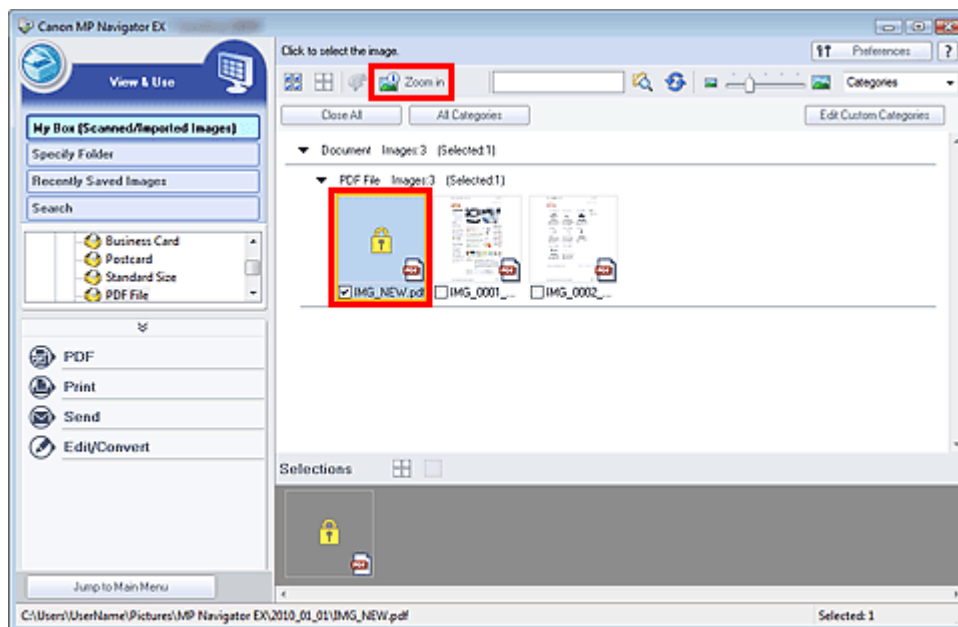 Canon MP Navigator EX
View & Use
My Box (Scanned/Imported Images)
Specify Folder
Recently Saved Images
Search
Business Card
Postcard
Standard Size
PDF File
PDF
Print
Send
Edit/Convert
Jump to Main Menu
Click to select the image.
Preferences
?
Zoom in
Categories
Close All
All Categories
Edit Custom Categories
Document Images:3 (Selected:1)
PDF File Images:3 (Selected:1)
IMG_NEW.pdf
IMG_0001_...
IMG_0002_...
Selections
C:\Users\UserName\Pictures\MP Navigator EX\2010_01_01\IMG_NEW.pdf
Selected: 1